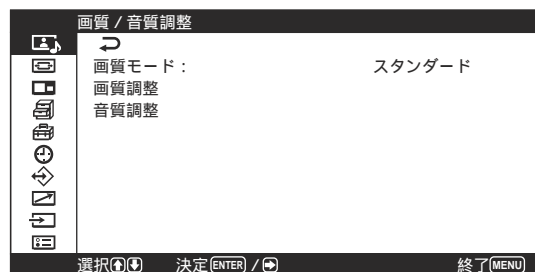 画質 / 音質調整
画質モード： スタンダード
画質調整
音質調整
選択 決定 ENTER / 終了 MENU